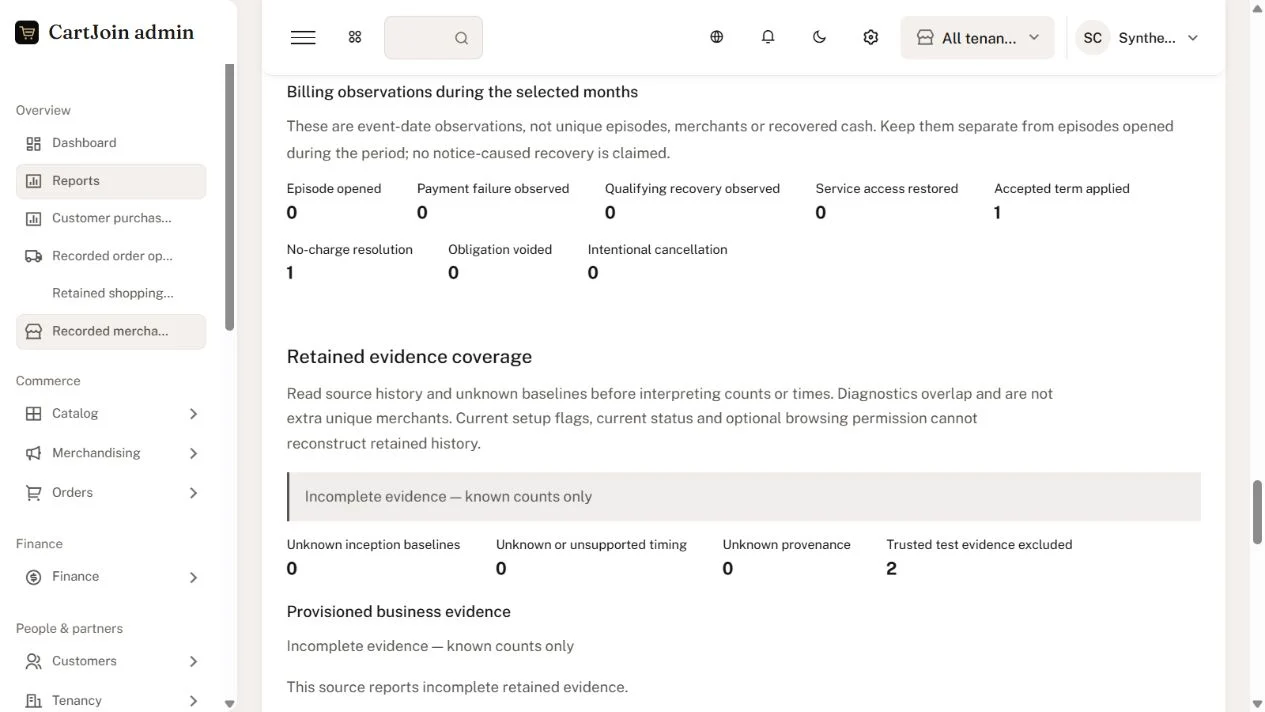 CartJoin admin
All tenan...
SC
Synthe...
Overview
Dashboard
Reports
Customer purchas...
Recorded order op...
Retained shopping...
Recorded mercha...
Commerce
Catalog
Merchandising
Orders
Finance
Finance
People & partners
Customers
Tenancy
Billing observations during the selected months
These are event-date observations, not unique episodes, merchants or recovered cash. Keep them separate from episodes opened
during the period; no notice-caused recovery is claimed.
Episode opened Payment failure observed Qualifying recovery observed Service access restored Accepted term applied
0 0 0 0 1
No-charge resolution Obligation voided Intentional cancellation
1 0 0
Retained evidence coverage
Read source history and unknown baselines before interpreting counts or times. Diagnostics overlap and are not
extra unique merchants. Current setup flags, current status and optional browsing permission cannot
reconstruct retained history.
Incomplete evidence — known counts only
Unknown inception baselines Unknown or unsupported timing Unknown provenance Trusted test evidence excluded
0 0 0 2
Provisioned business evidence
Incomplete evidence — known counts only
This source reports incomplete retained evidence.